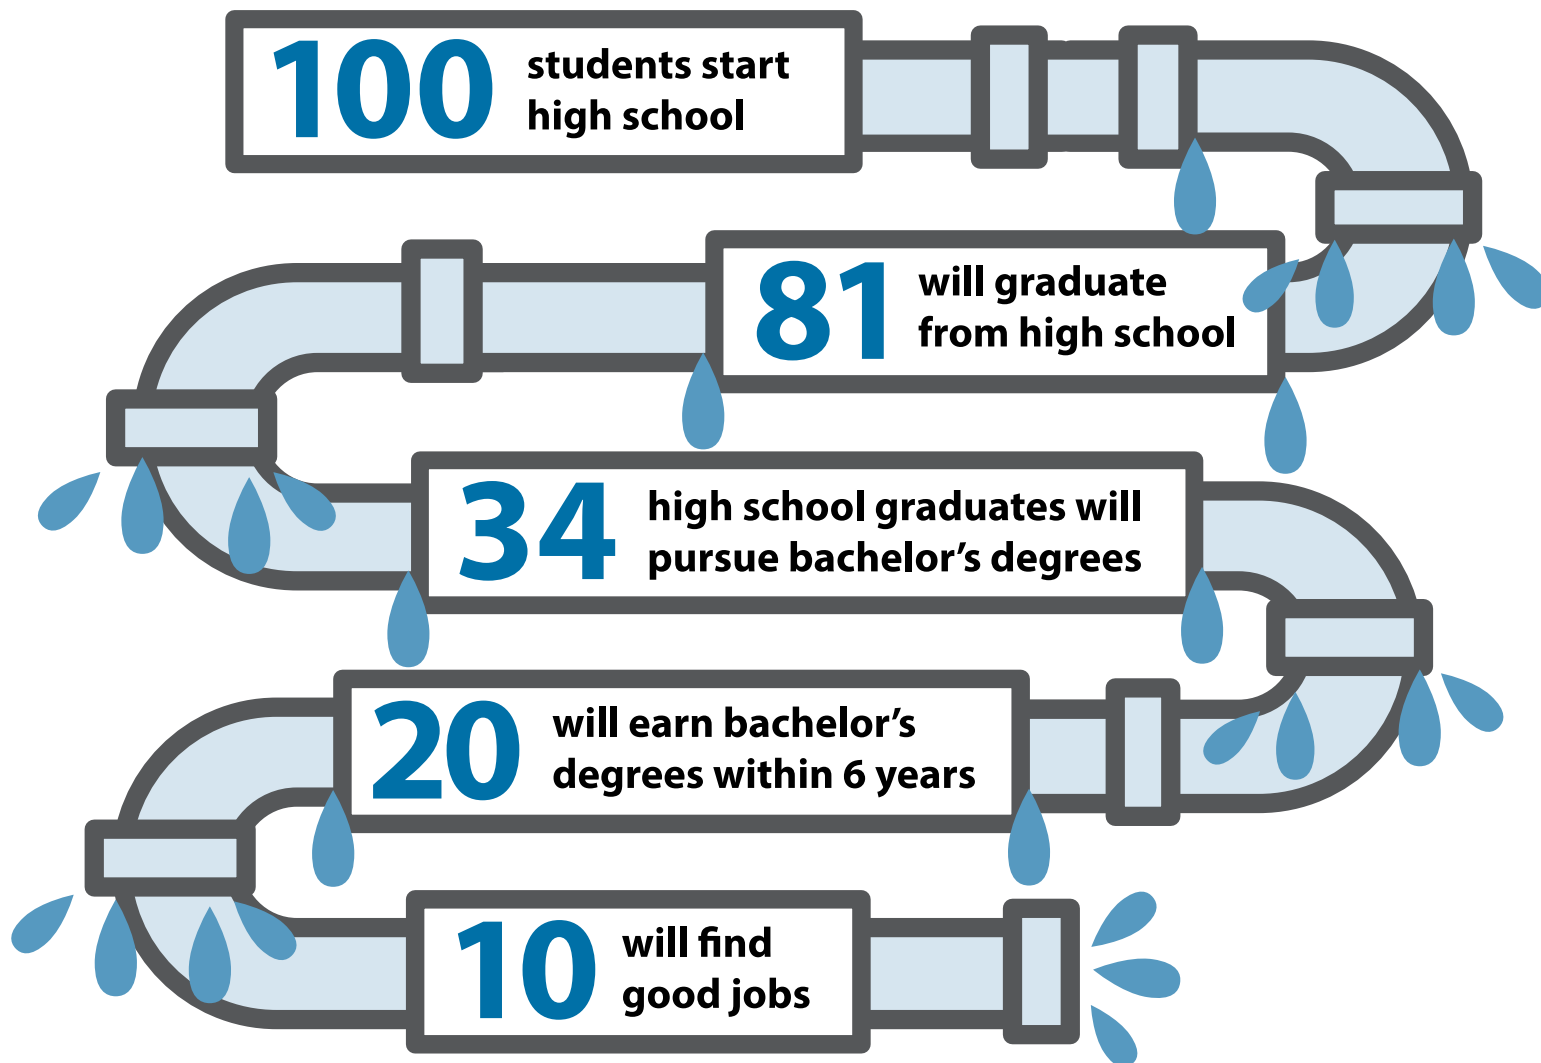 100 students start
high school
81 will graduate
from high school
34 high school graduates will
pursue bachelor’s degrees
20 will earn bachelor’s
degrees within 6 years
10 will find
good jobs